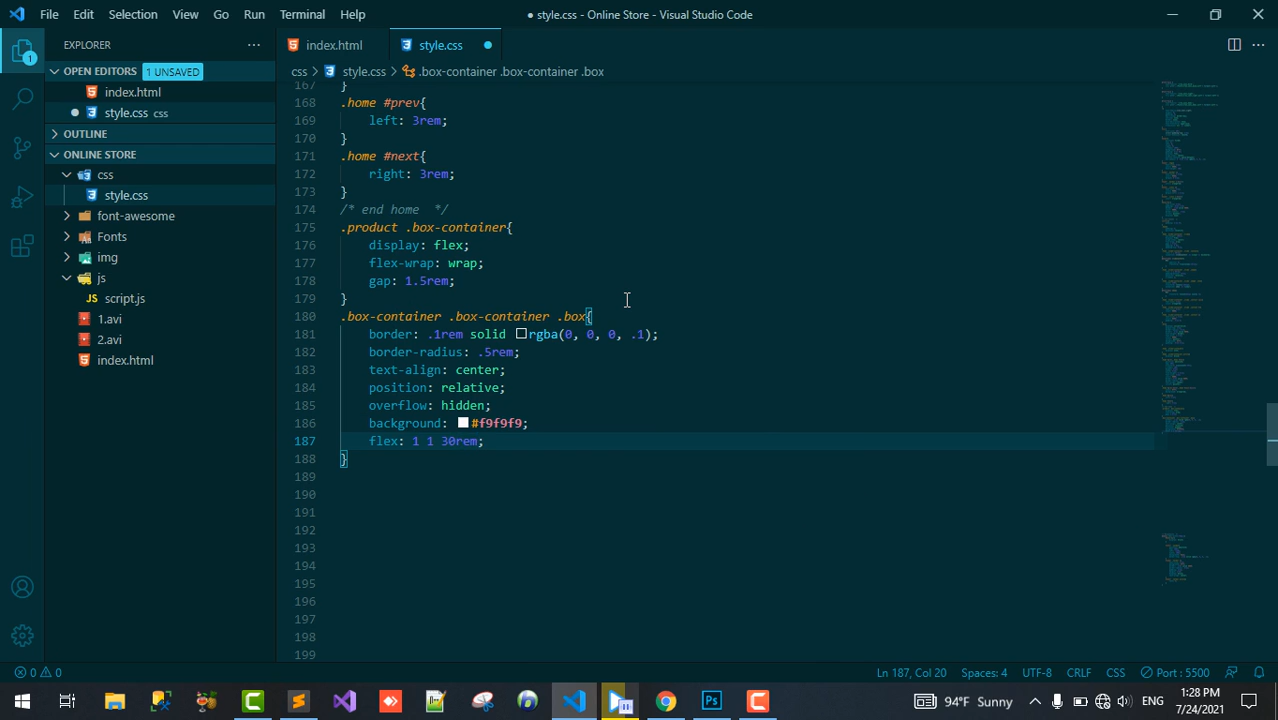 File Edit Selection View Go Run Terminal Help
● style.css - Online Store - Visual Studio Code
EXPLORER
index.html
style.css
OPEN EDITORS 1 UNSAVED
css > style.css > .box-container .box-container .box
index.html
style.css css
OUTLINE
ONLINE STORE
css
style.css
font-awesome
Fonts
img
js
script.js
1.avi
2.avi
index.html
1
167 }
168 .home #prev{
169 left: 3rem;
170 }
171 .home #next{
172 right: 3rem;
173 }
174 /* end home */
175 .product .box-container{
176 display: flex;
177 flex-wrap: wrap;
178 gap: 1.5rem;
179 }
180 .box-container .box-container .box{
181 border: .1rem solid rgba(0, 0, 0, .1);
182 border-radius: .5rem;
183 text-align: center;
184 position: relative;
185 overflow: hidden;
186 background: #f9f9f9;
187 flex: 1 1 30rem;
188 }
189
190
191
192
193
194
195
196
197
198
199
0 0
Ln 187, Col 20 Spaces: 4 UTF-8 CRLF CSS Port : 5500
94°F Sunny
ENG
1:28 PM
7/24/2021